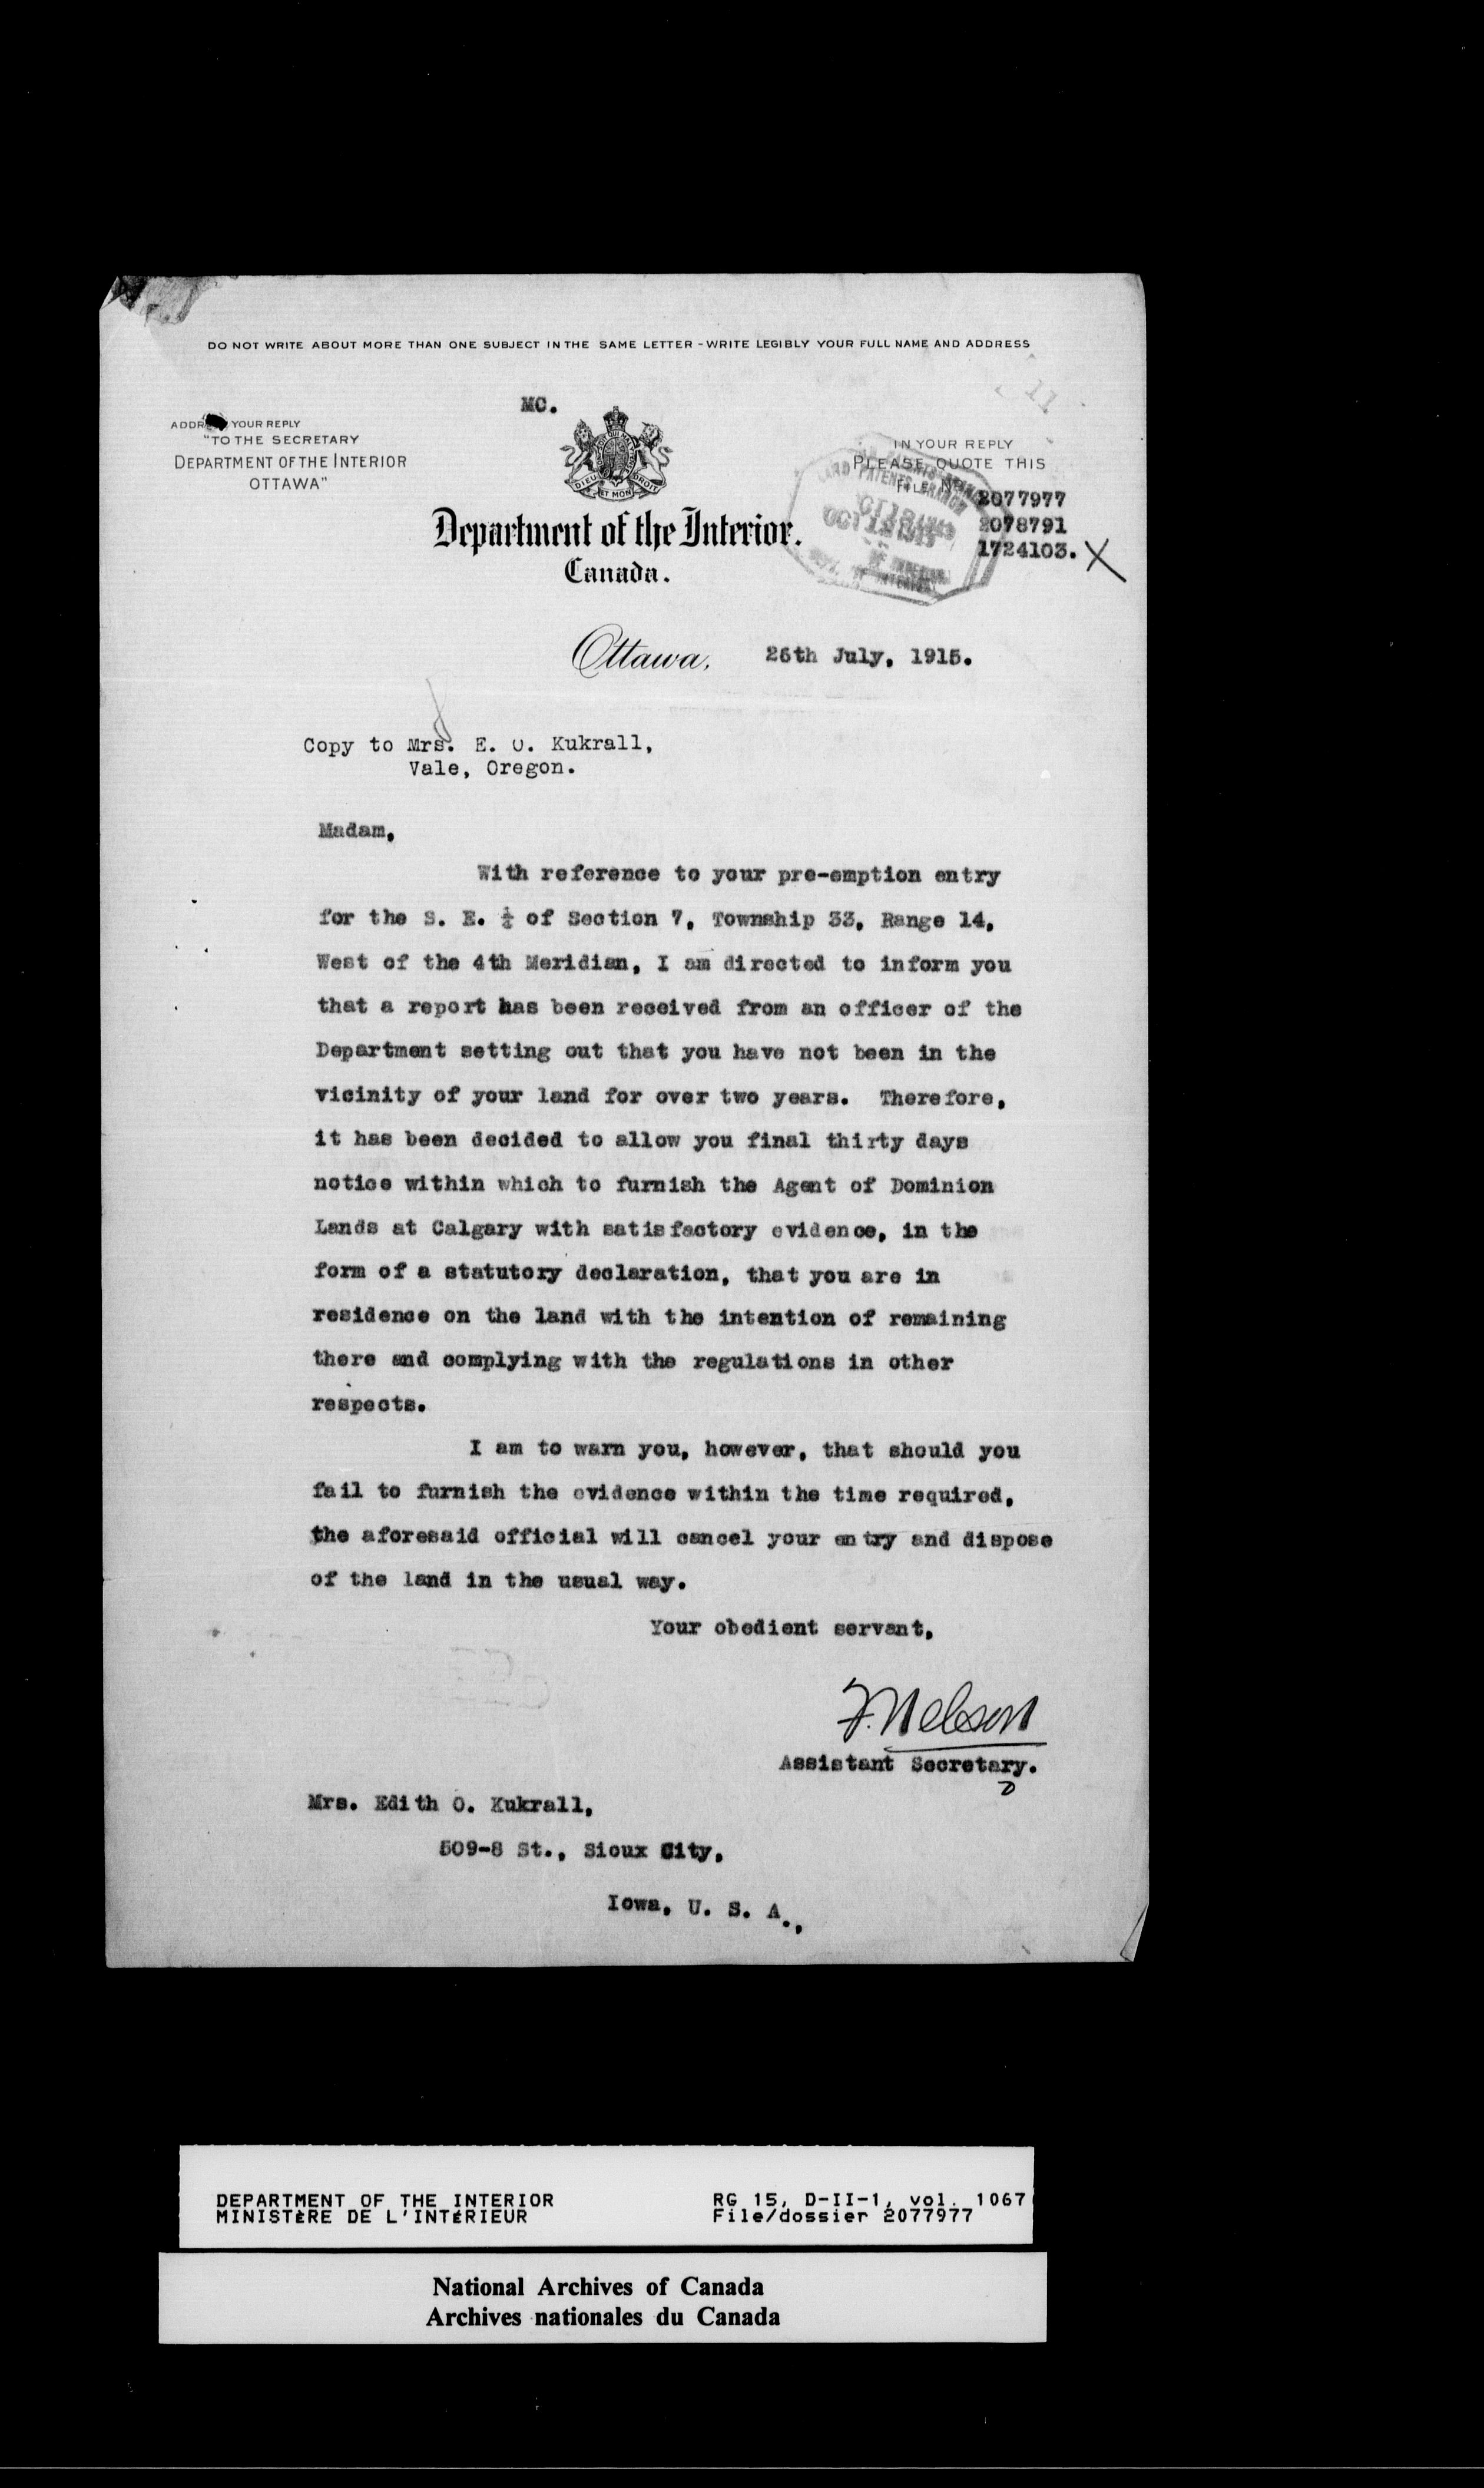 DO NOT WRITE ABOUT MORE THAN ONE SUBJECT IN THE SAME LETTER - WRITE LEGIBLY YOUR FULL NAME AND ADDRESS
MC.
YOUR REPLY
"TO THE SECRETARY
DEPARTMENT OF THE INTERIOR
OTTAWA"
DIEU ET MON DROIT
IN YOUR REPLY
PLEASE QUOTE THIS
FILE No
2077977
2078791
1724103. X
LAND PATENTS BRANCH
Department of the Interior.
Canada.
Ottawa, 26th July, 1915.
Copy to Mrs. E. O. Kukrall,
Vale, Oregon.
Madam,
With reference to your pre-emption entry
for the S. E. ¼ of Section 7, Township 33, Range 14,
West of the 4th Meridian, I am directed to inform you
that a report has been received from an officer of the
Department setting out that you have not been in the
vicinity of your land for over two years. Therefore,
it has been decided to allow you final thirty days
notice within which to furnish the Agent of Dominion
Lands at Calgary with satisfactory evidence, in the
form of a statutory declaration, that you are in
residence on the land with the intention of remaining
there and complying with the regulations in other
respects.
I am to warn you, however, that should you
fail to furnish the evidence within the time required,
the aforesaid official will cancel your entry and dispose
of the land in the usual way.
Your obedient servant,
F. Nelson
Assistant Secretary.
Mrs. Edith O. Kukrall,
509-8 St., Sioux City,
Iowa, U. S. A.,
DEPARTMENT OF THE INTERIOR RG 15, D-II-1, vol. 1067
MINISTÈRE DE L'INTÉRIEUR File/dossier 2077977
National Archives of Canada
Archives nationales du Canada